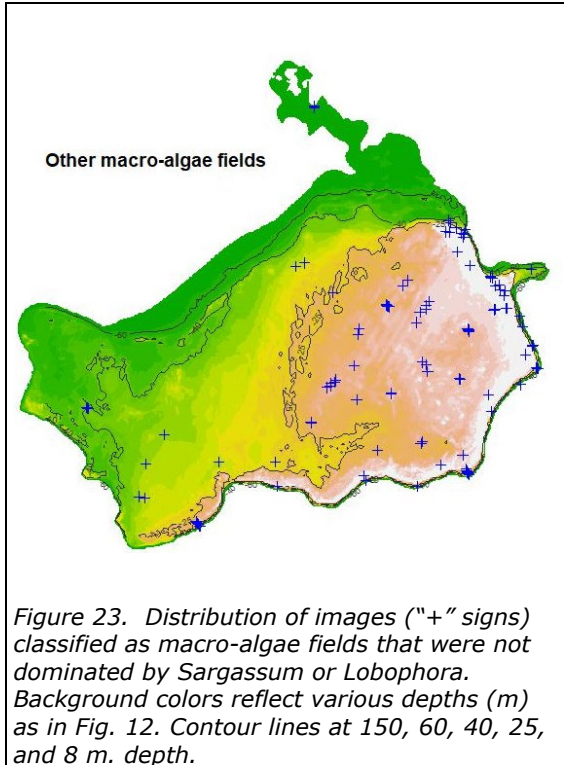 Other macro-algae fields
Figure 23. Distribution of images (“+” signs)
classified as macro-algae fields that were not
dominated by Sargassum or Lobophora.
Background colors reflect various depths (m)
as in Fig. 12. Contour lines at 150, 60, 40, 25,
and 8 m. depth.